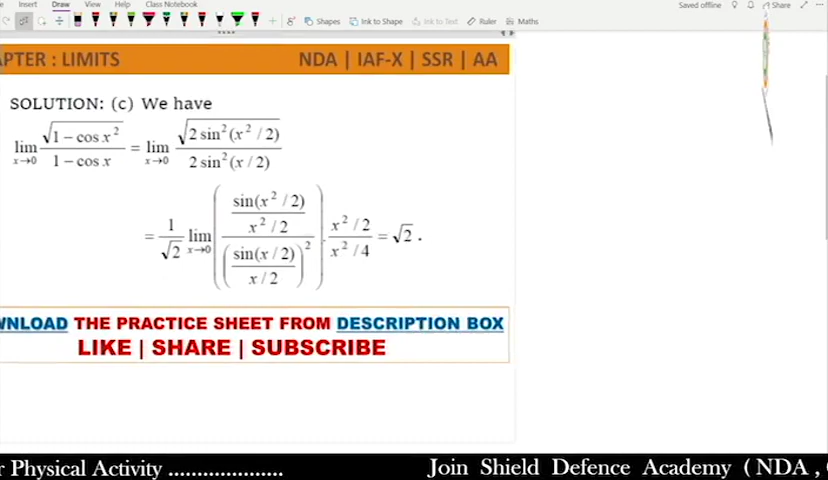 Insert Draw View Help Class Notebook Saved offline Share
Shapes Ink to Shape Ink to Text Ruler Maths
APTER : LIMITS NDA | IAF-X | SSR | AA
SOLUTION: (c) We have
lim x→0 √(1 − cos x²) / (1 − cos x) = lim x→0 √(2 sin²(x² / 2)) / (2 sin²(x / 2))
= 1/√2 lim x→0 ( (sin(x² / 2) / (x² / 2)) / (sin(x / 2) / (x / 2))² ) . (x² / 2) / (x² / 4) = √2 .
WNLOAD THE PRACTICE SHEET FROM DESCRIPTION BOX
LIKE | SHARE | SUBSCRIBE
r Physical Activity .................... Join Shield Defence Academy ( NDA ,